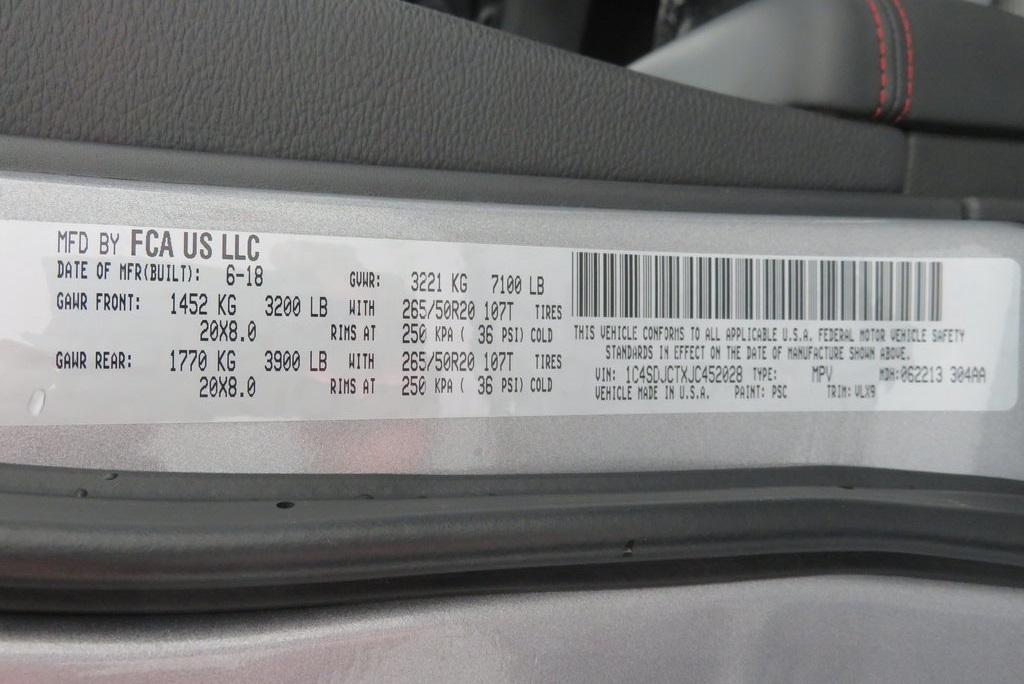 MFD BY FCA US LLC
DATE OF MFR(BUILT): 6-18 GVWR: 3221 KG 7100 LB
GAWR FRONT: 1452 KG 3200 LB WITH 265/50R20 107T TIRES
20X8.0 RIMS AT 250 KPA ( 36 PSI) COLD
GAWR REAR: 1770 KG 3900 LB WITH 265/50R20 107T TIRES
20X8.0 RIMS AT 250 KPA ( 36 PSI) COLD
THIS VEHICLE CONFORMS TO ALL APPLICABLE U.S.A. FEDERAL MOTOR VEHICLE SAFETY
STANDARDS IN EFFECT ON THE DATE OF MANUFACTURE SHOWN ABOVE.
VIN: 1C4SDJCTXJC452028 TYPE: MPV MDH:062213 304AA
VEHICLE MADE IN U.S.A. PAINT: PSC TRIM: VLX9